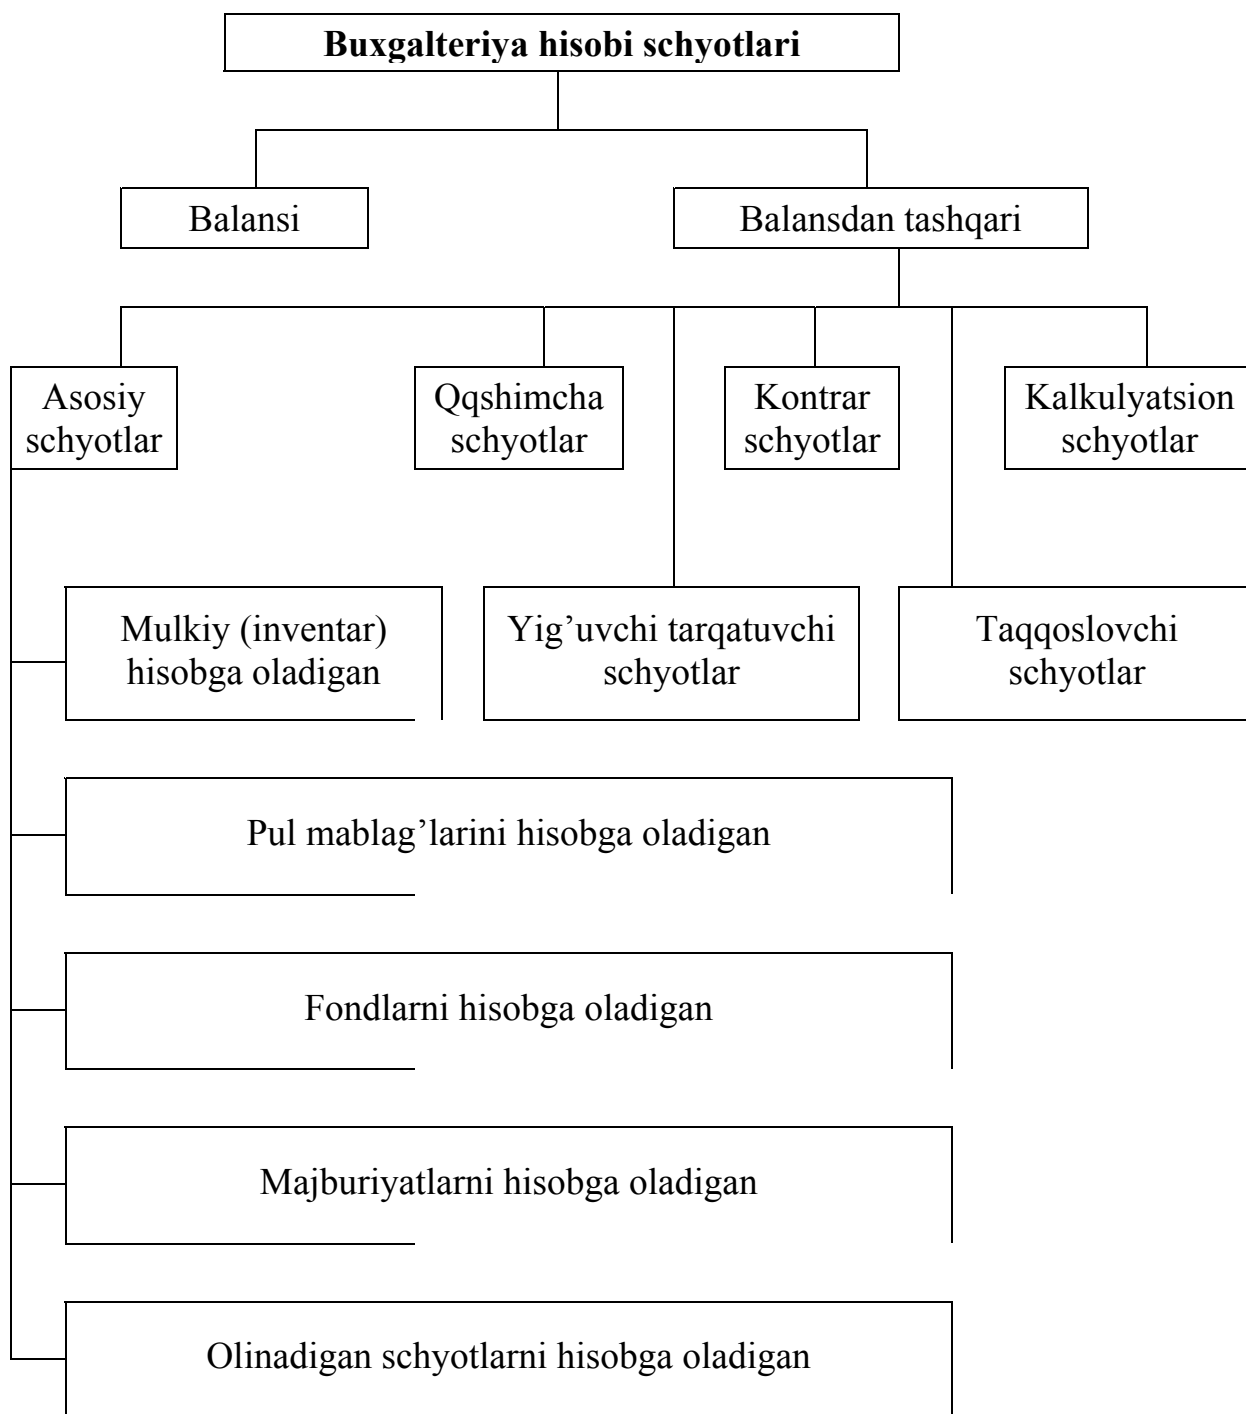 Buxgalteriya hisobi schyotlari
Balansi
Balansdan tashqari
Asosiy
schyotlar
Qqshimcha
schyotlar
Kontrar
schyotlar
Kalkulyatsion
schyotlar
Mulkiy (inventar)
hisobga oladigan
Yig’uvchi tarqatuvchi
schyotlar
Taqqoslovchi
schyotlar
Pul mablag’larini hisobga oladigan
Fondlarni hisobga oladigan
Majburiyatlarni hisobga oladigan
Olinadigan schyotlarni hisobga oladigan